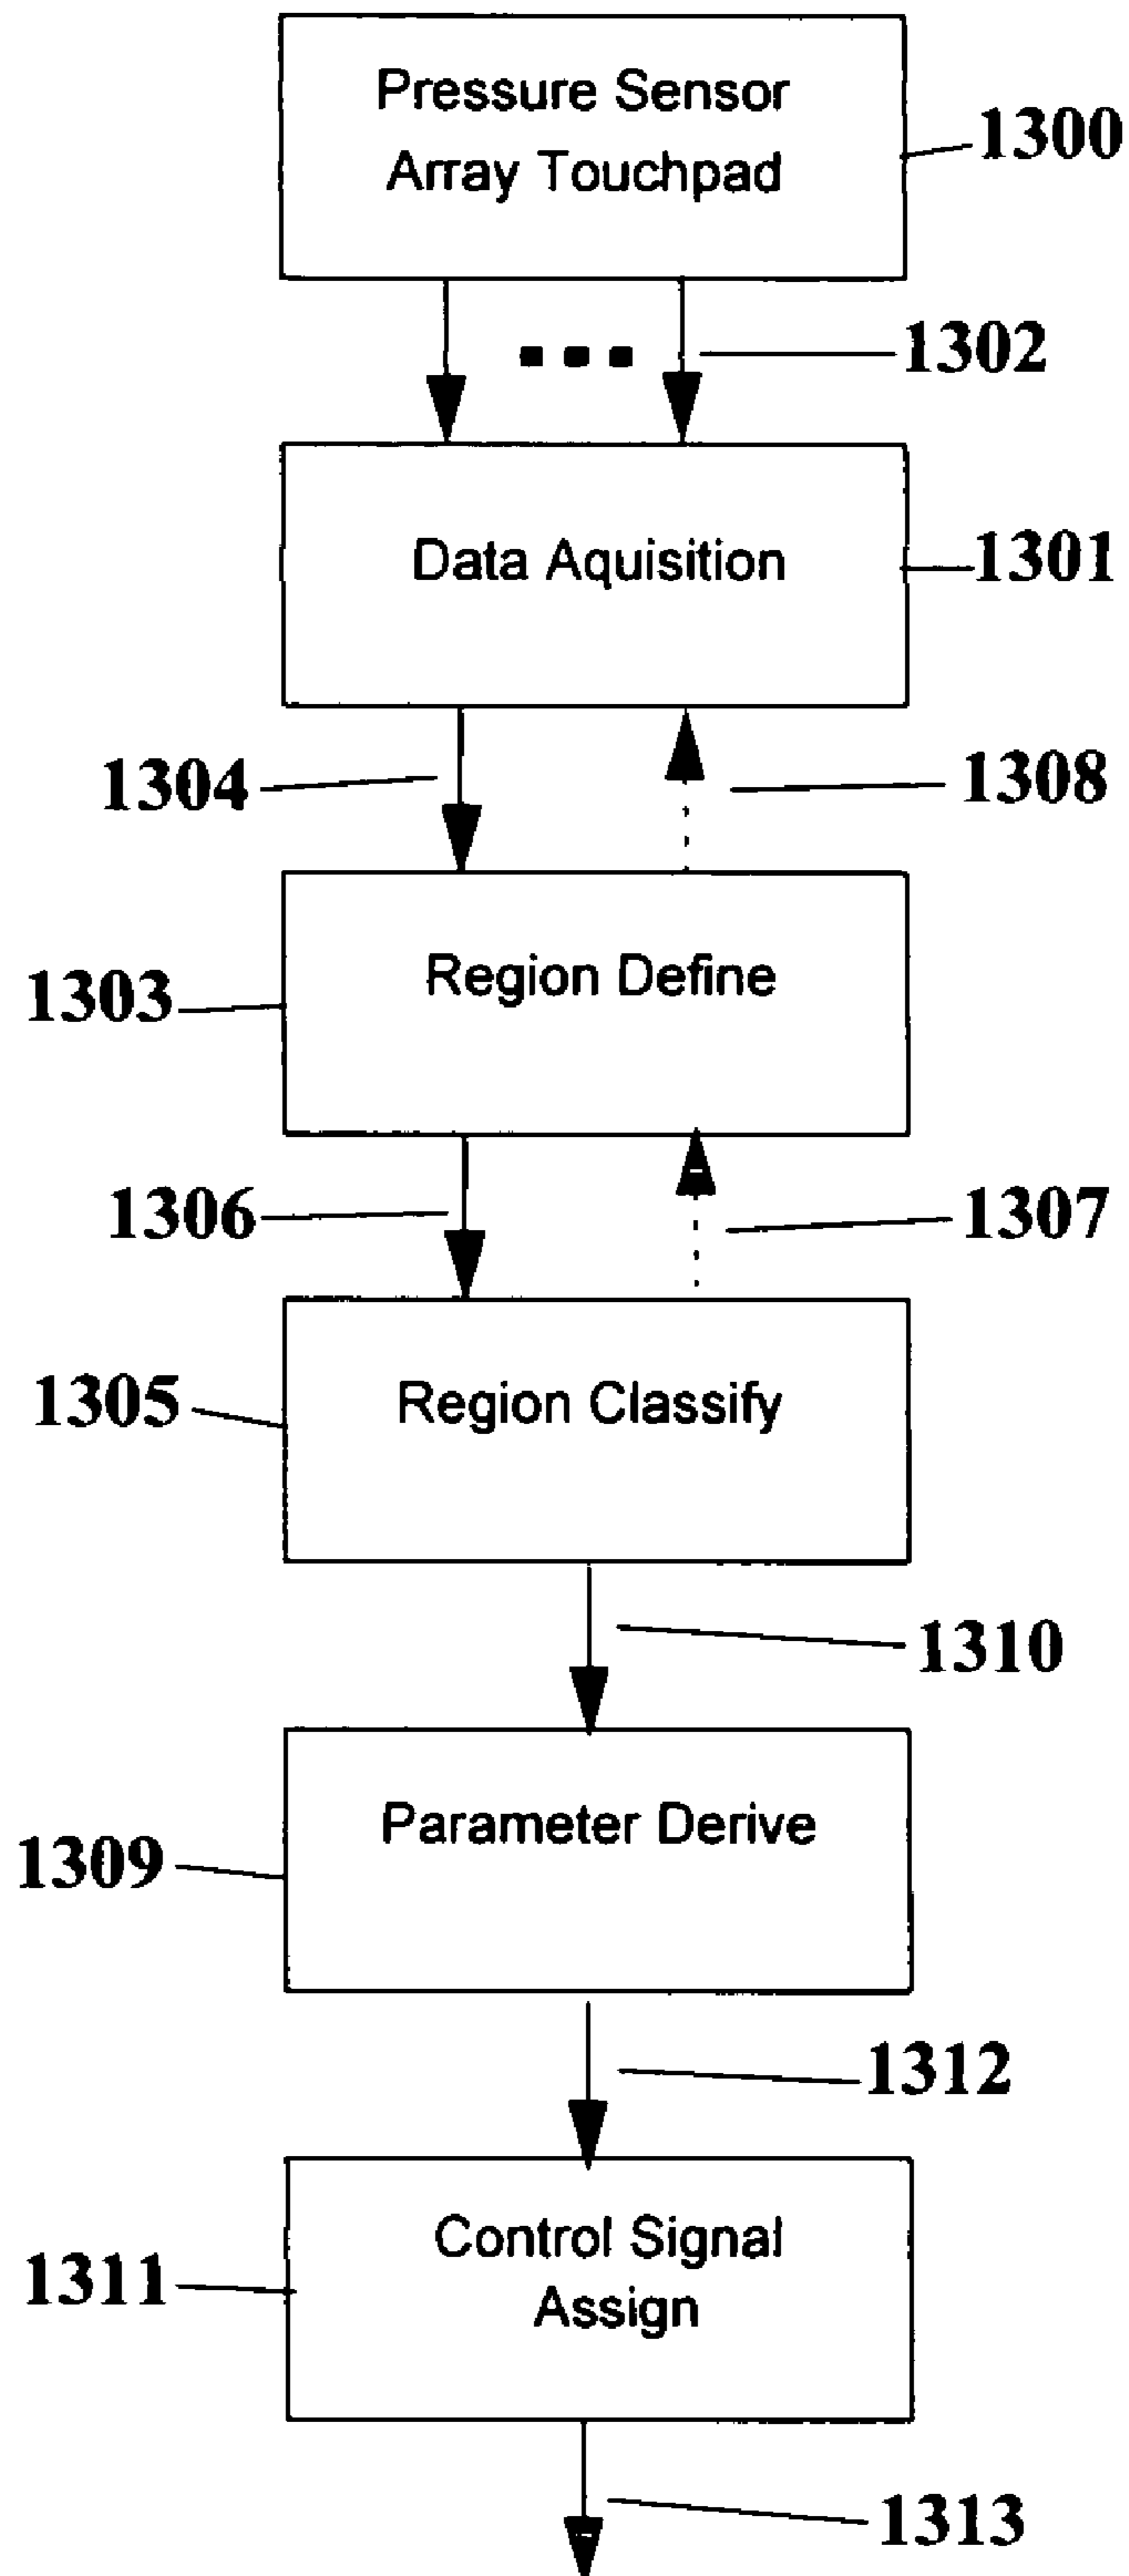 Pressure Sensor
Array Touchpad
1300
1302
Data Aquisition
1301
1304
1308
Region Define
1303
1306
1307
Region Classify
1305
1310
Parameter Derive
1309
1312
Control Signal
Assign
1311
1313